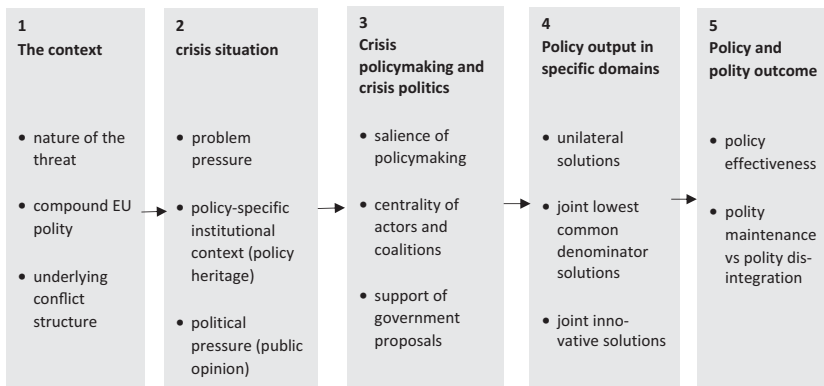 1
The context
nature of the
threat
compound EU
polity
underlying
conflict
structure
2
crisis situation
problem
pressure
policy-specific
institutional
context (policy
heritage)
political
pressure (public
opinion)
3
Crisis
policymaking and
crisis politics
salience of
policymaking
centrality of
actors and
coalitions
support of
government
proposals
4
Policy output in
specific domains
unilateral
solutions
joint lowest
common
denominator
solutions
joint inno-
vative solutions
5
Policy and
polity outcome
policy
effectiveness
polity
maintenance
vs polity dis-
integration